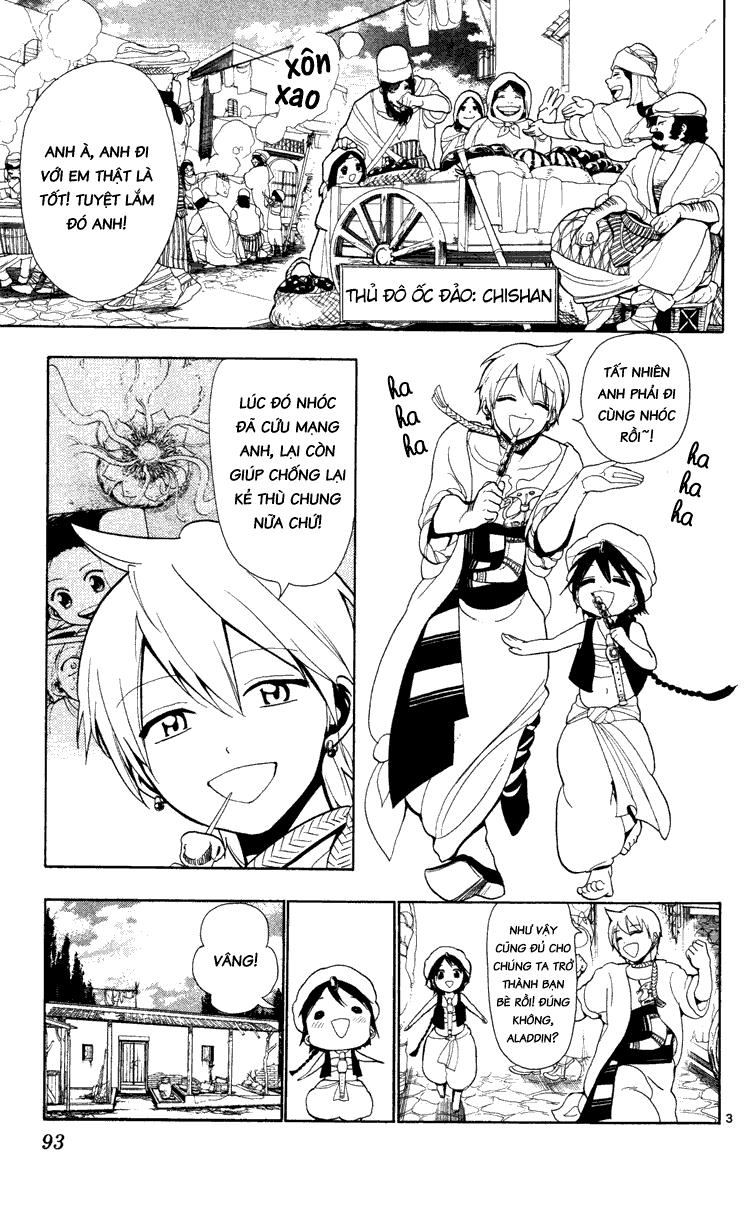 xôn
xao
ANH À, ANH ĐI
VỚI EM THẬT LÀ
TỐT! TUYỆT LẮM
ĐÓ ANH!
THỦ ĐÔ ỐC ĐẢO: CHISHAN
TẤT NHIÊN
ANH PHẢI ĐI
CÙNG NHÓC
RỒI~!
ha
ha
ha
ha
ha
ha
LÚC ĐÓ NHÓC
ĐÃ CỨU MẠNG
ANH, LẠI CÒN
GIÚP CHỐNG LẠI
KẺ THÙ CHUNG
NỮA CHỨ!
NHƯ VẬY
CŨNG ĐỦ CHO
CHÚNG TA TRỞ
THÀNH BẠN
BÈ RỒI! ĐÚNG
KHÔNG,
ALADDIN?
VÂNG!
3
93